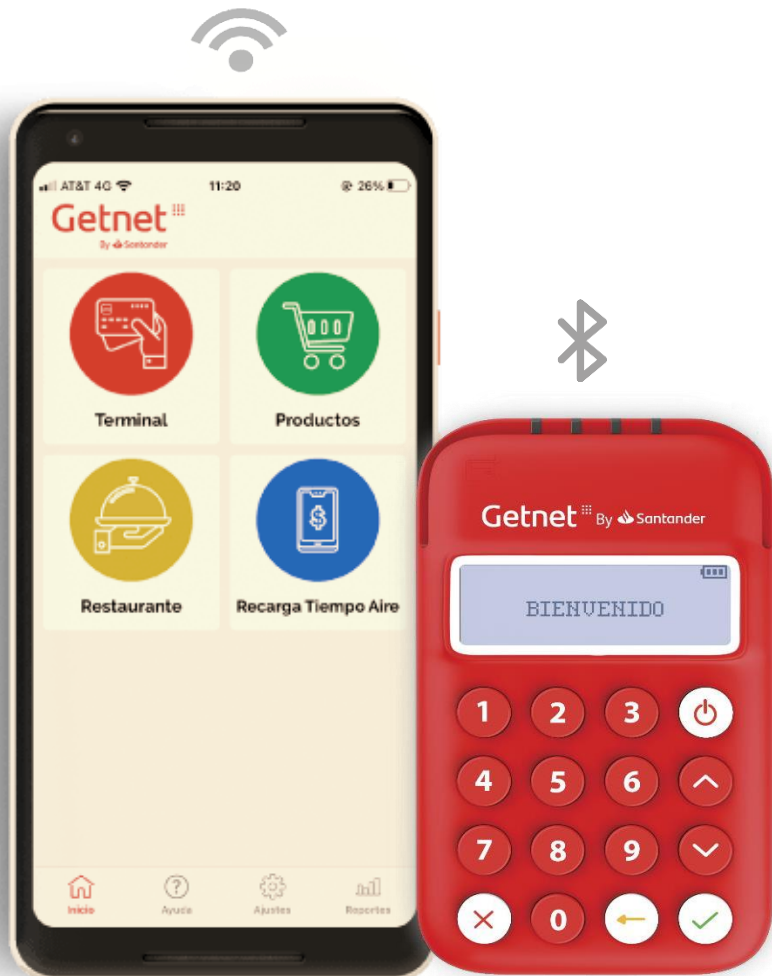 AT&T 4G 11:20 26%
Getnet
By Santander
Terminal Productos
Restaurante Recarga Tiempo Aire
Inicio Ayuda Ajustes Reportes
Getnet By Santander
BIENVENIDO
1 2 3
4 5 6
7 8 9
0